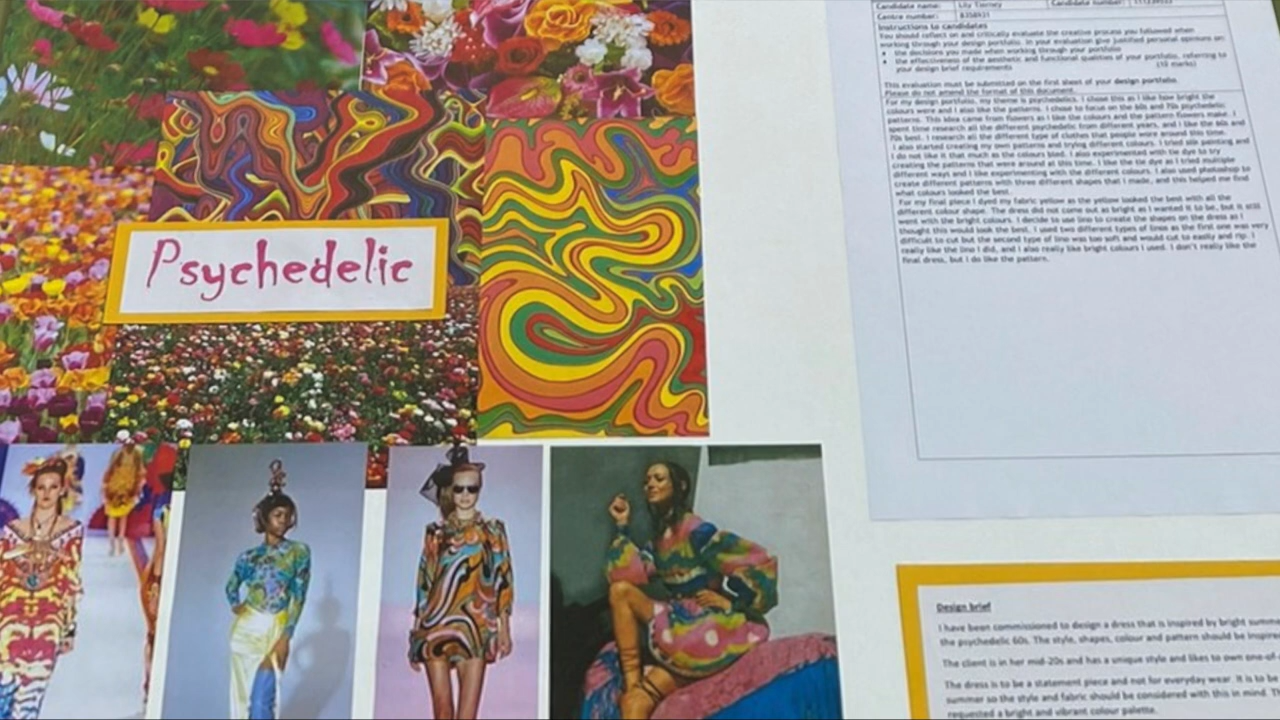 Psychedelic
Candidate name: Lily Tierney Candidate number:
Centre number:
Instructions to candidates
You should reflect on and critically evaluate the creative process you followed when
working through your design portfolio. In your evaluation give justified personal opinions on:
• the decisions you made when working through your portfolio
• the effectiveness of the aesthetic and functional qualities of your portfolio, referring to
your design brief requirements (10 marks)
This evaluation must be submitted on the first sheet of your design portfolio.
Please do not amend the format of this document.
For my design portfolio, my theme is psychedelics. I chose this as I like how bright the
colours were and I also like the patterns. I chose to focus on the 60s and 70s psychedelic
patterns. This idea came from flowers as I like the colours and the pattern flowers make. I
spent time research all the different psychedelic from different years, and I like the 60s and
70s best. I research all the different type of clothes that people wore around this time.
I also started creating my own patterns and trying different colours. I tried silk painting and
I do not like it that much as the colours bled. I also experimented with tie dye to try
creating the patterns that were around at this time. I like the tie dye as I tried multiple
different ways and I like experimenting with the different colours. I also used photoshop to
create different patterns with three different shapes that I made, and this helped me find
what colours looked the best.
For my final piece I dyed my fabric yellow as the yellow looked the best with all the
different colour shape. The dress did not come out as bright as I wanted it to be, but it still
went with the bright colours. I decide to use lino to create the shapes on the dress as I
thought this would look the best. I used two different types of linos as the first one was very
difficult to cut but the second type of lino was too soft and would cut to easily and rip. I
really like the lino I did, and I also really like bright colours I used. I don't really like the
final dress, but I do like the pattern.
Design brief
I have been commissioned to design a dress that is inspired by bright summe
the psychedelic 60s. The style, shapes, colour and pattern should be inspire
The client is in her mid-20s and has a unique style and likes to own one-of-
The dress is to be a statement piece and not for everyday wear. It is to be
summer so the style and fabric should be considered with this in mind. T
requested a bright and vibrant colour palette.